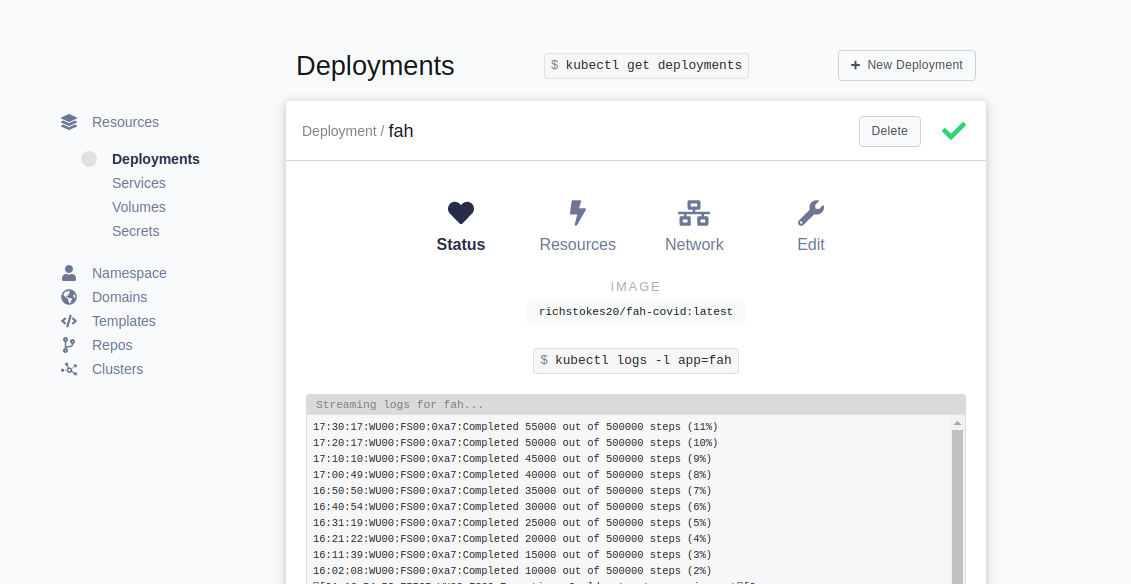 Deployments
$ kubectl get deployments
+ New Deployment
Resources
Deployments
Services
Volumes
Secrets
Namespace
Domains
Templates
Repos
Clusters
Deployment / fah
Delete
Status
Resources
Network
Edit
IMAGE
richstokes20/fah-covid:latest
$ kubectl logs -l app=fah
Streaming logs for fah...
17:30:17:WU00:FS00:0xa7:Completed 55000 out of 500000 steps (11%)
17:20:17:WU00:FS00:0xa7:Completed 50000 out of 500000 steps (10%)
17:10:10:WU00:FS00:0xa7:Completed 45000 out of 500000 steps (9%)
17:00:49:WU00:FS00:0xa7:Completed 40000 out of 500000 steps (8%)
16:50:50:WU00:FS00:0xa7:Completed 35000 out of 500000 steps (7%)
16:40:54:WU00:FS00:0xa7:Completed 30000 out of 500000 steps (6%)
16:31:19:WU00:FS00:0xa7:Completed 25000 out of 500000 steps (5%)
16:21:22:WU00:FS00:0xa7:Completed 20000 out of 500000 steps (4%)
16:11:39:WU00:FS00:0xa7:Completed 15000 out of 500000 steps (3%)
16:02:08:WU00:FS00:0xa7:Completed 10000 out of 500000 steps (2%)